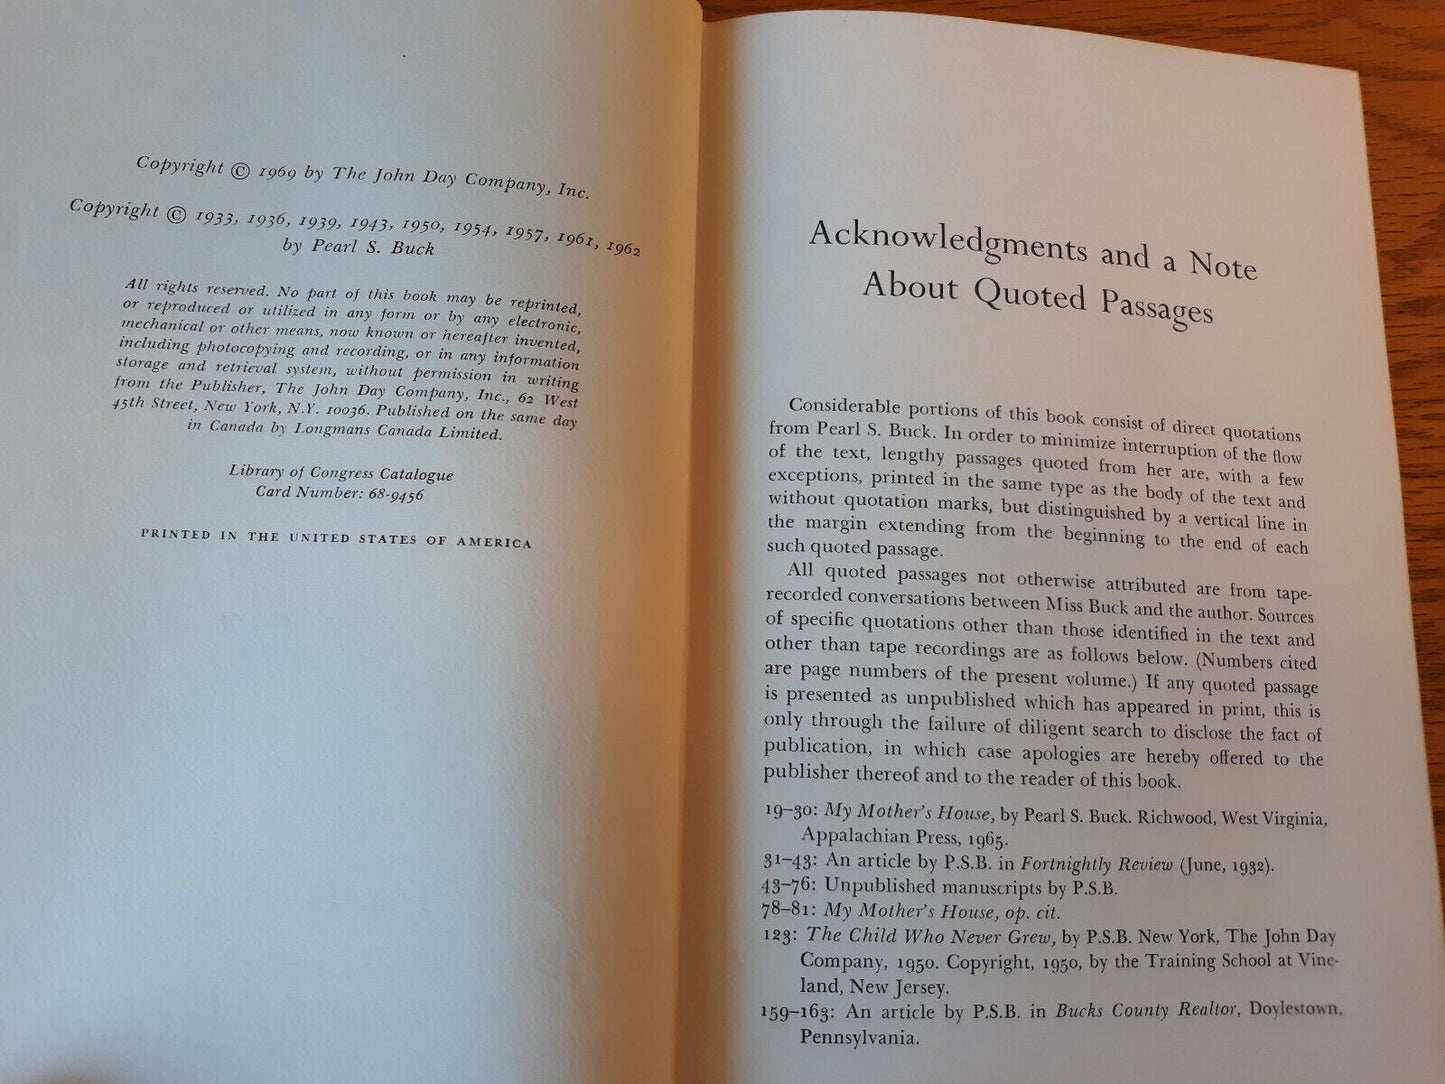 Copyright © 1969 by The John Day Company, Inc.
Copyright © 1933, 1936, 1939, 1943, 1950, 1954, 1957, 1961, 1962
by Pearl S. Buck
All rights reserved. No part of this book may be reprinted,
or reproduced or utilized in any form or by any electronic,
mechanical or other means, now known or hereafter invented,
including photocopying and recording, or in any information
storage and retrieval system, without permission in writing
from the Publisher, The John Day Company, Inc., 62 West
45th Street, New York, N.Y. 10036. Published on the same day
in Canada by Longmans Canada Limited.
Library of Congress Catalogue
Card Number: 68-9456
PRINTED IN THE UNITED STATES OF AMERICA
Acknowledgments and a Note
About Quoted Passages
Considerable portions of this book consist of direct quotations
from Pearl S. Buck. In order to minimize interruption of the flow
of the text, lengthy passages quoted from her are, with a few
exceptions, printed in the same type as the body of the text and
without quotation marks, but distinguished by a vertical line in
the margin extending from the beginning to the end of each
such quoted passage.
All quoted passages not otherwise attributed are from tape-
recorded conversations between Miss Buck and the author. Sources
of specific quotations other than those identified in the text and
other than tape recordings are as follows below. (Numbers cited
are page numbers of the present volume.) If any quoted passage
is presented as unpublished which has appeared in print, this is
only through the failure of diligent search to disclose the fact of
publication, in which case apologies are hereby offered to the
publisher thereof and to the reader of this book.
19–30: My Mother's House, by Pearl S. Buck. Richwood, West Virginia,
Appalachian Press, 1965.
31–43: An article by P.S.B. in Fortnightly Review (June, 1932).
43–76: Unpublished manuscripts by P.S.B.
78–81: My Mother's House, op. cit.
123: The Child Who Never Grew, by P.S.B. New York, The John Day
Company, 1950. Copyright, 1950, by the Training School at Vine-
land, New Jersey.
159–163: An article by P.S.B. in Bucks County Realtor, Doylestown,
Pennsylvania.